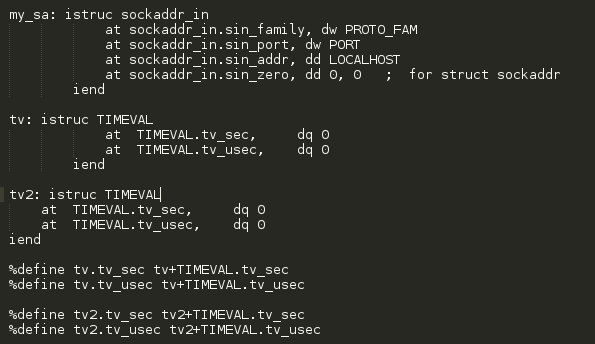 my_sa: istruc sockaddr_in
at sockaddr_in.sin_family, dw PROTO_FAM
at sockaddr_in.sin_port, dw PORT
at sockaddr_in.sin_addr, dd LOCALHOST
at sockaddr_in.sin_zero, dd 0, 0 ; for struct sockaddr
iend
tv: istruc TIMEVAL
at TIMEVAL.tv_sec, dq 0
at TIMEVAL.tv_usec, dq 0
iend
tv2: istruc TIMEVAL
at TIMEVAL.tv_sec, dq 0
at TIMEVAL.tv_usec, dq 0
iend
%define tv.tv_sec tv+TIMEVAL.tv_sec
%define tv.tv_usec tv+TIMEVAL.tv_usec
%define tv2.tv_sec tv2+TIMEVAL.tv_sec
%define tv2.tv_usec tv2+TIMEVAL.tv_usec